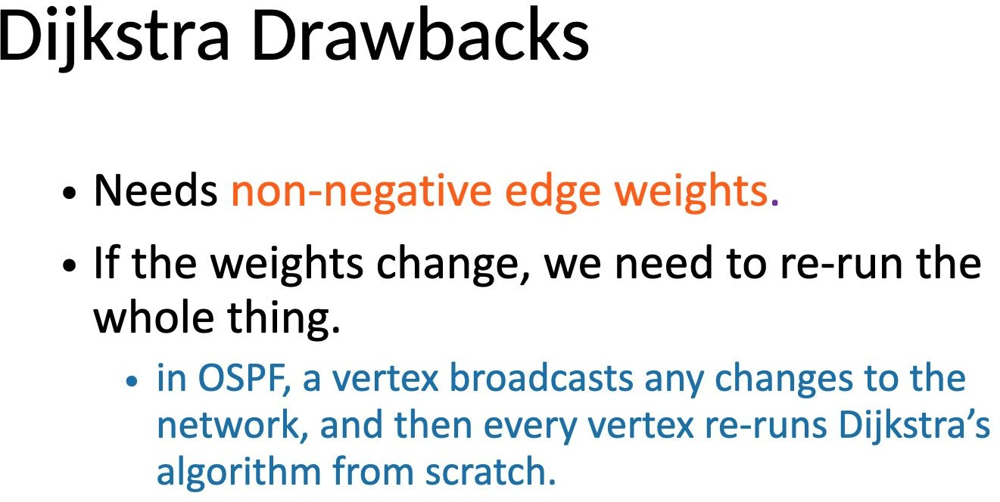 Dijkstra Drawbacks
• Needs non-negative edge weights.
• If the weights change, we need to re-run the
whole thing.
• in OSPF, a vertex broadcasts any changes to the
network, and then every vertex re-runs Dijkstra’s
algorithm from scratch.